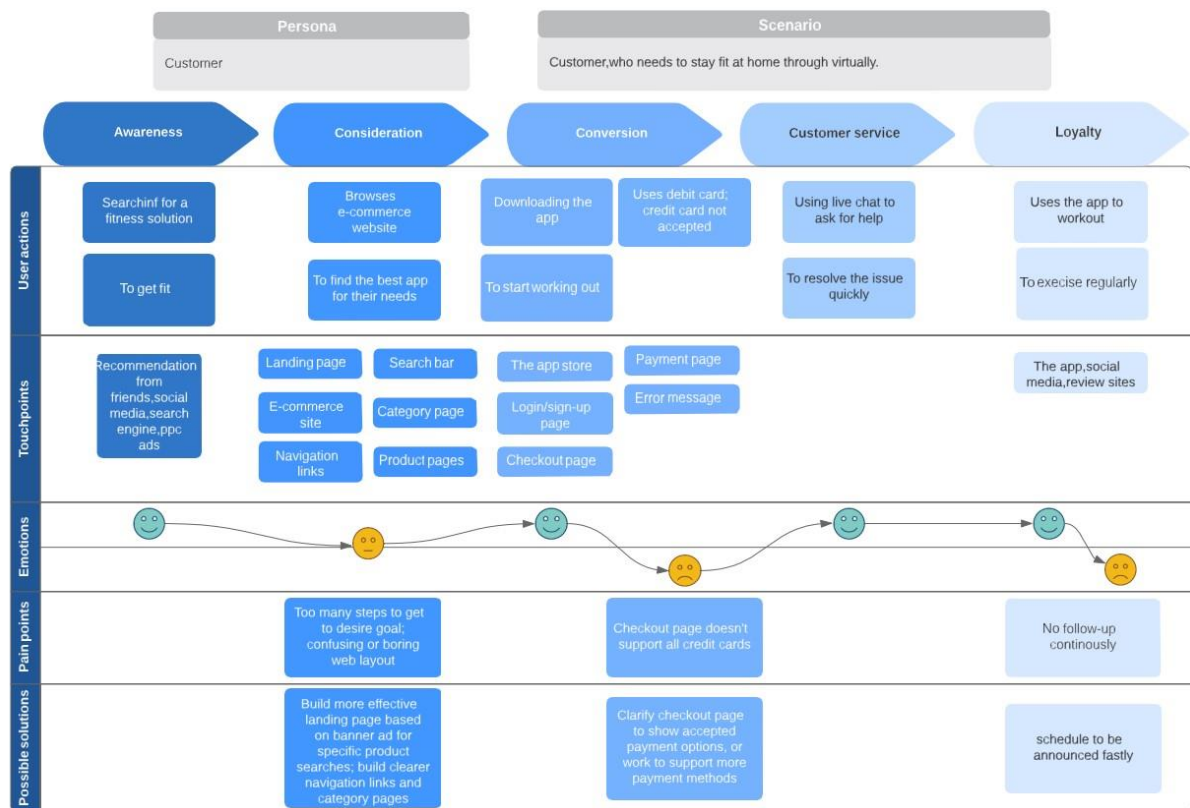 Persona
Customer
Scenario
Customer,who needs to stay fit at home through virtually.
Awareness
Consideration
Conversion
Customer service
Loyalty
User actions
Searchinf for a
fitness solution
To get fit
Browses
e-commerce
website
To find the best app
for their needs
Downloading the
app
Uses debit card;
credit card not
accepted
To start working out
Using live chat to
ask for help
To resolve the issue
quickly
Uses the app to
workout
To execise regularly
Touchpoints
Recommendation
from
friends,social
media,search
engine,ppc
ads
Landing page
Search bar
E-commerce
site
Category page
Navigation
links
Product pages
The app store
Payment page
Login/sign-up
page
Error message
Checkout page
The app,social
media,review sites
Emotions
Pain points
Too many steps to get
to desire goal;
confusing or boring
web layout
Checkout page doesn't
support all credit cards
No follow-up
continously
Possible solutions
Build more effective
landing page based
on banner ad for
specific product
searches; build clearer
navigation links and
category pages
Clarify checkout page
to show accepted
payment options, or
work to support more
payment methods
schedule to be
announced fastly